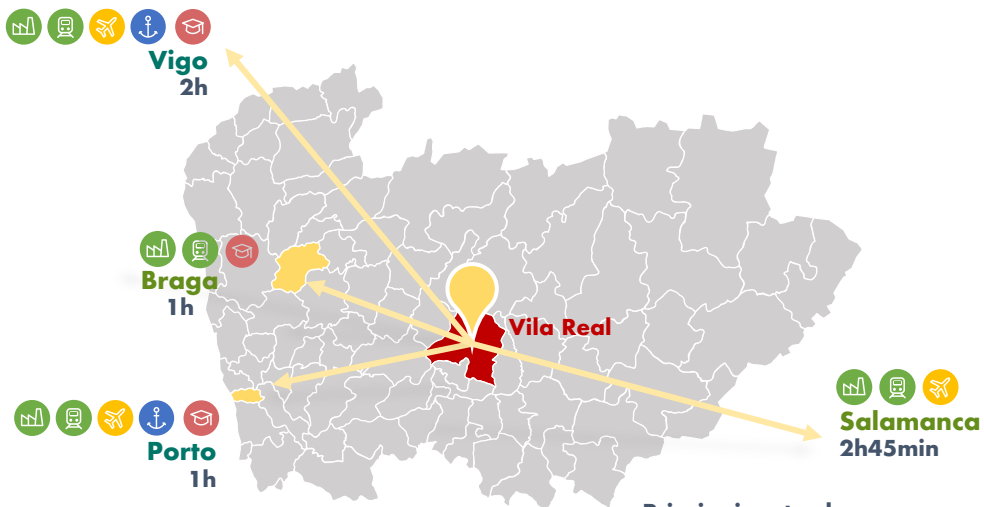 Vigo
2h
Braga
1h
Vila Real
Porto
1h
Salamanca
2h45min